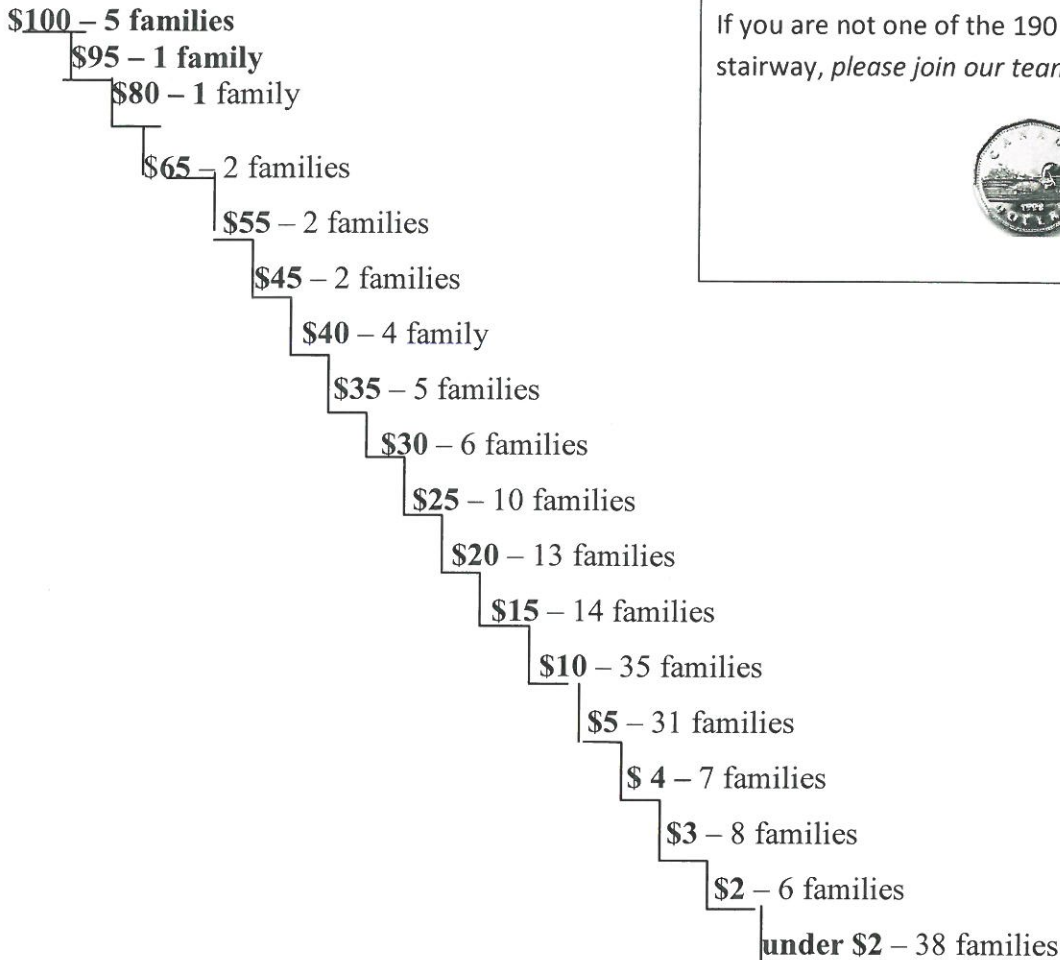 $100 – 5 families
$95 – 1 family
$80 – 1 family
$65 – 2 families
$55 – 2 families
$45 – 2 families
$40 – 4 family
$35 – 5 families
$30 – 6 families
$25 – 10 families
$20 – 13 families
$15 – 14 families
$10 – 35 families
$5 – 31 families
$ 4 – 7 families
$3 – 8 families
$2 – 6 families
under $2 – 38 families
If you are not one of the 190
stairway, please join our